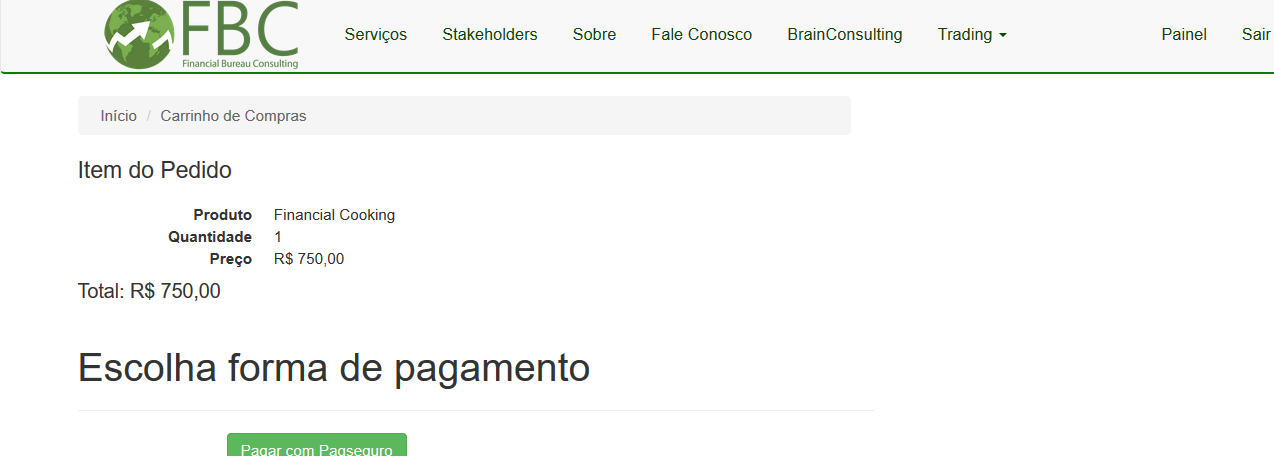 FBC
Financial Bureau Consulting
Serviços Stakeholders Sobre Fale Conosco BrainConsulting Trading Painel Sair
Início / Carrinho de Compras
Item do Pedido
Produto Financial Cooking
Quantidade 1
Preço R$ 750,00
Total: R$ 750,00
Escolha forma de pagamento
Pagar com Pagseguro